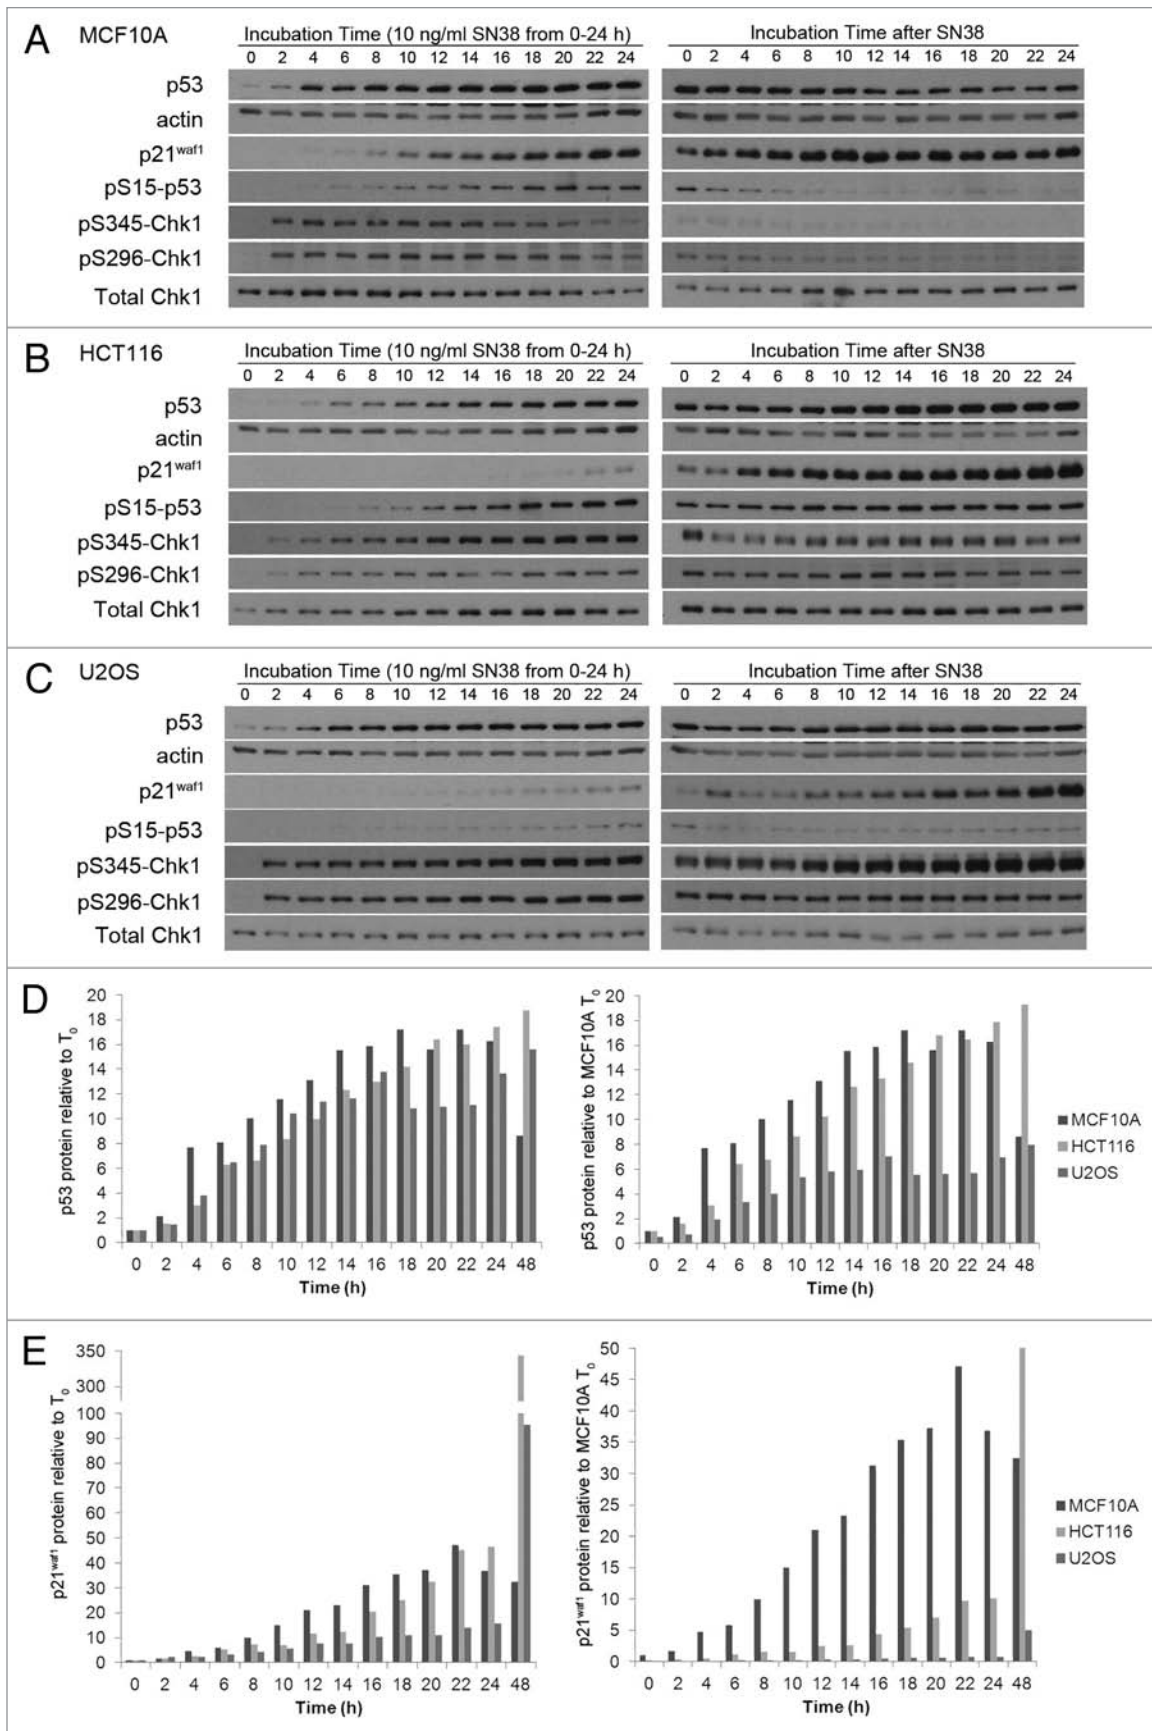 A MCF10A
Incubation Time (10 ng/ml SN38 from 0-24 h)
Incubation Time after SN38
0 2 4 6 8 10 12 14 16 18 20 22 24
0 2 4 6 8 10 12 14 16 18 20 22 24
p53
actin
p21waf1
pS15-p53
pS345-Chk1
pS296-Chk1
Total Chk1
B HCT116
Incubation Time (10 ng/ml SN38 from 0-24 h)
Incubation Time after SN38
0 2 4 6 8 10 12 14 16 18 20 22 24
0 2 4 6 8 10 12 14 16 18 20 22 24
p53
actin
p21waf1
pS15-p53
pS345-Chk1
pS296-Chk1
Total Chk1
C U2OS
Incubation Time (10 ng/ml SN38 from 0-24 h)
Incubation Time after SN38
0 2 4 6 8 10 12 14 16 18 20 22 24
0 2 4 6 8 10 12 14 16 18 20 22 24
p53
actin
p21waf1
pS15-p53
pS345-Chk1
pS296-Chk1
Total Chk1
D
p53 protein relative to T0
20
18
16
14
12
10
8
6
4
2
0
0 2 4 6 8 10 12 14 16 18 20 22 24 48
Time (h)
p53 protein relative to MCF10A T0
20
18
16
14
12
10
8
6
4
2
0
0 2 4 6 8 10 12 14 16 18 20 22 24 48
Time (h)
MCF10A
HCT116
U2OS
E
p21waf1 protein relative to T0
350
300
100
90
80
70
60
50
40
30
20
10
0
0 2 4 6 8 10 12 14 16 18 20 22 24 48
Time (h)
p21waf1 protein relative to MCF10A T0
50
45
40
35
30
25
20
15
10
5
0
0 2 4 6 8 10 12 14 16 18 20 22 24 48
Time (h)
MCF10A
HCT116
U2OS